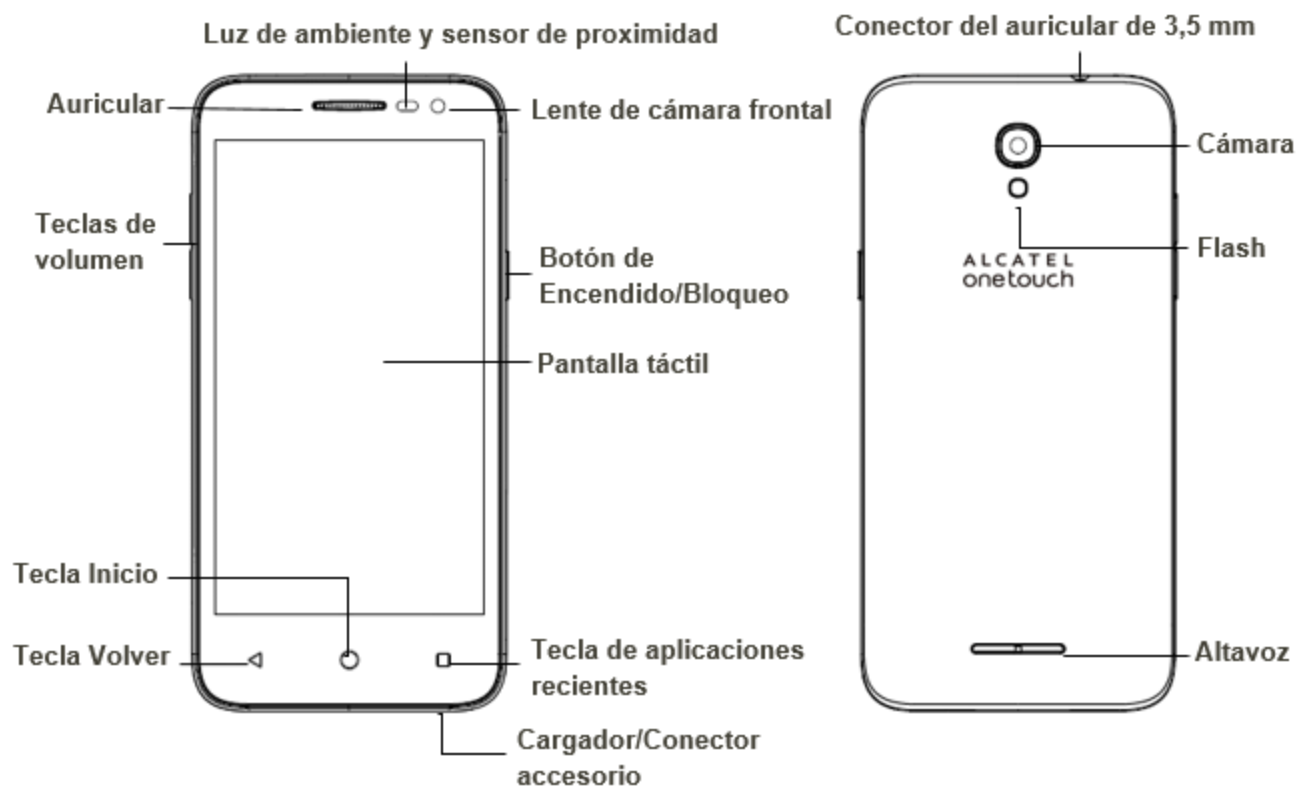 Luz de ambiente y sensor de proximidad
Auricular
Lente de cámara frontal
Teclas de
volumen
Botón de
Encendido/Bloqueo
Pantalla táctil
Tecla Inicio
Tecla Volver
Tecla de aplicaciones
recientes
Cargador/Conector
accesorio
Conector del auricular de 3,5 mm
Cámara
Flash
ALCATEL
onetouch
Altavoz